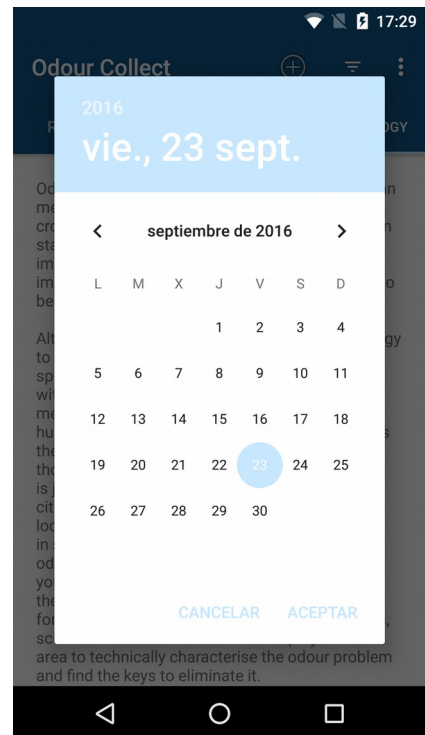 17:29
Odour Collect
2016
vie., 23 sept.
septiembre de 2016
L M X J V S D
1 2 3 4
5 6 7 8 9 10 11
12 13 14 15 16 17 18
19 20 21 22 23 24 25
26 27 28 29 30
CANCELAR ACEPTAR
area to technically characterise the odour problem
and find the keys to eliminate it.